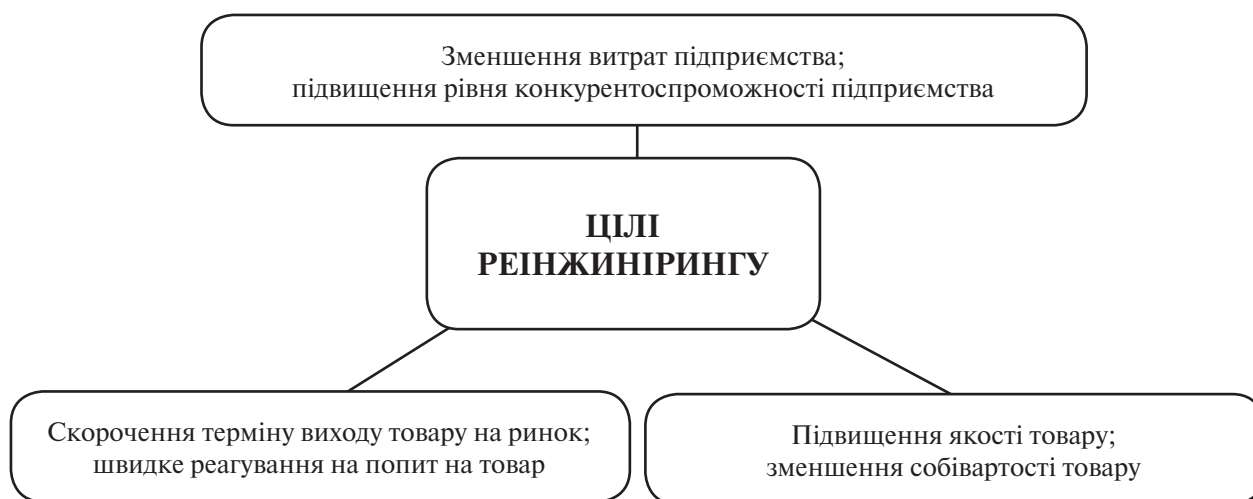 Зменшення витрат підприємства;
підвищення рівня конкурентоспроможності підприємства
ЦІЛІ
РЕІНЖИНІРИНГУ
Скорочення терміну виходу товару на ринок;
швидке реагування на попит на товар
Підвищення якості товару;
зменшення собівартості товару